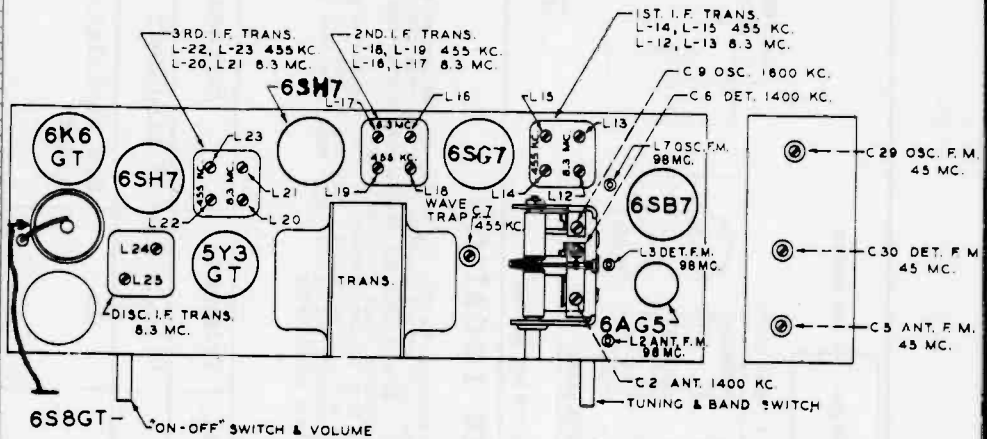 3RD. I.F. TRANS.
L-22, L-23 455 KC.
L-20, L21 8.3 MC.
2ND. I.F. TRANS.
L-18, L-19 455 KC.
L-16, L-17 8.3 MC.
1ST. I.F. TRANS.
L-14, L-15 455 KC.
L-12, L-13 8.3 MC.
C 9 OSC. 1600 KC.
C 6 DET. 1400 KC.
6SH7
L-17
L16
8.3 MC.
455 KC.
L19
L18
L15
L13
455 KC
8.3 MC.
L14
L12
L7 OSC. F.M.
98 MC.
6K6
GT
6SH7
L23
455 KC
8.3 MC.
L21
L22
L20
6SG7
6SB7
WAVE
TRAP
C7
455 KC.
L24
L25
5Y3
GT
TRANS.
L3 DET. F.M.
98 MC.
DISC. I.F. TRANS.
8.3 MC.
6AG5-
L2 ANT. F.M.
98 MC.
C 2 ANT. 1400 KC.
TUNING & BAND SWITCH
6S8GT-
"ON-OFF" SWITCH & VOLUME
C29 OSC. F.M.
45 MC.
C30 DET. F.M
45 MC.
C5 ANT. F.M.
45 MC.